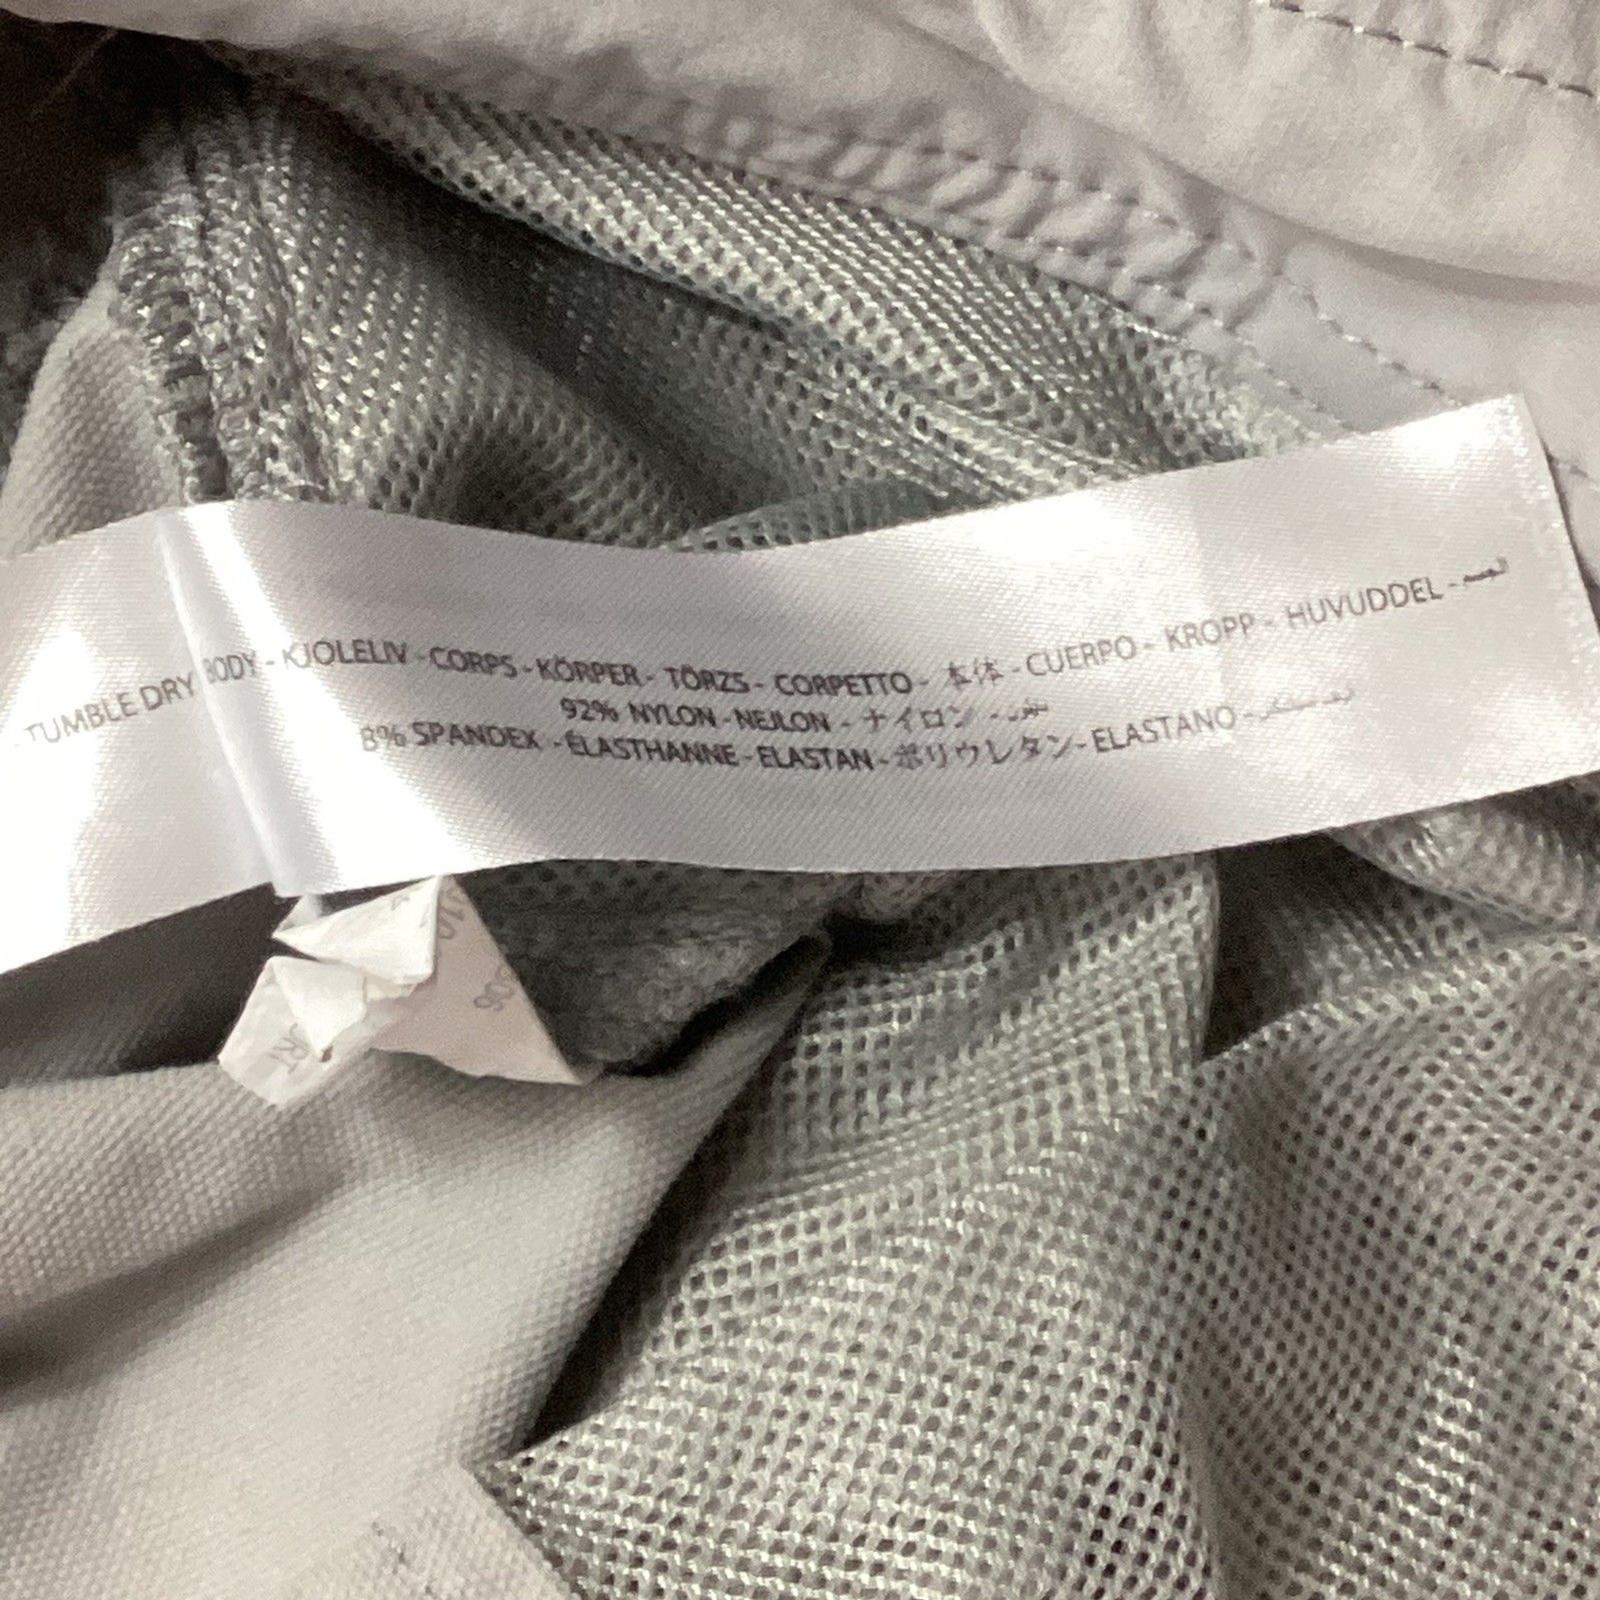 TUMBLE DRY
BODY - KJOLELIV - CORPS - KÖRPER - TÖRZS - CORPETTO - 本体 - CUERPO - KROPP - HUVUDDEL - الجسم
92% NYLON - NEJLON - ナイロン -
8% SPANDEX - ÉLASTHANNE - ELASTAN - ポリウレタン - ELASTANO -